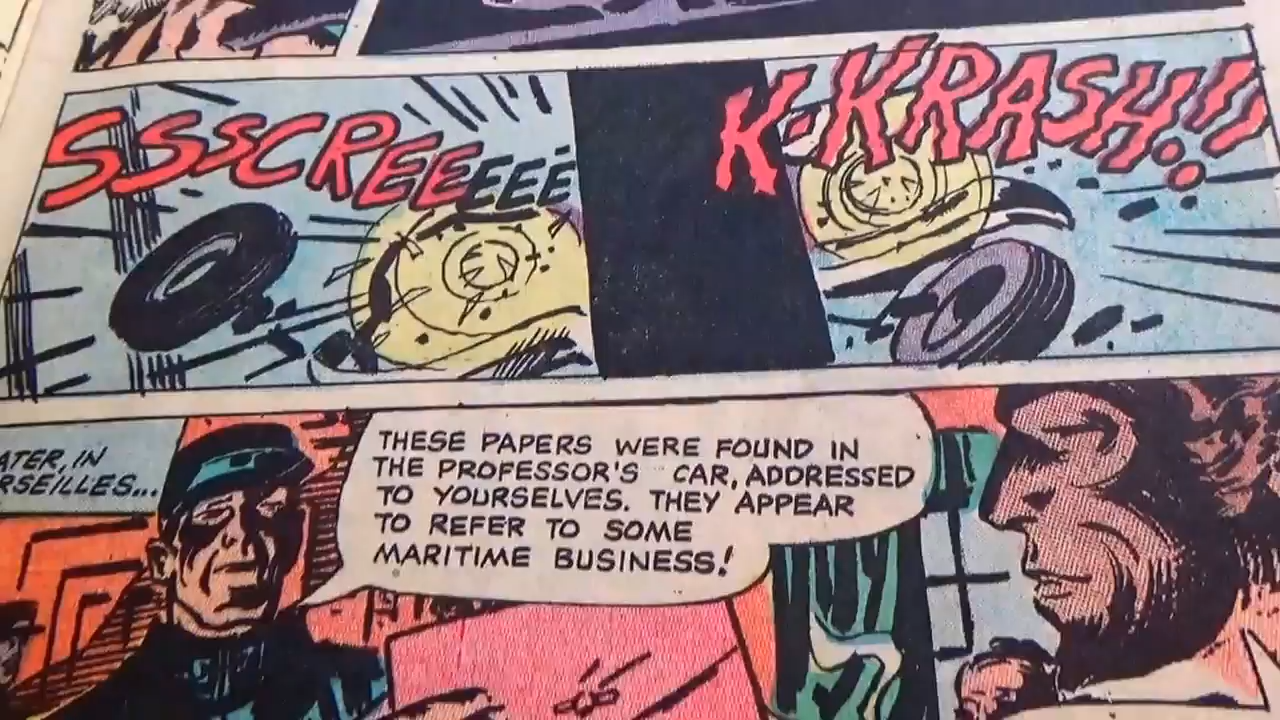 SSSCREEEEEE
K-KRASH!!
ATER, IN
RSEILLES...
THESE PAPERS WERE FOUND IN
THE PROFESSOR'S CAR, ADDRESSED
TO YOURSELVES. THEY APPEAR
TO REFER TO SOME
MARITIME BUSINESS!